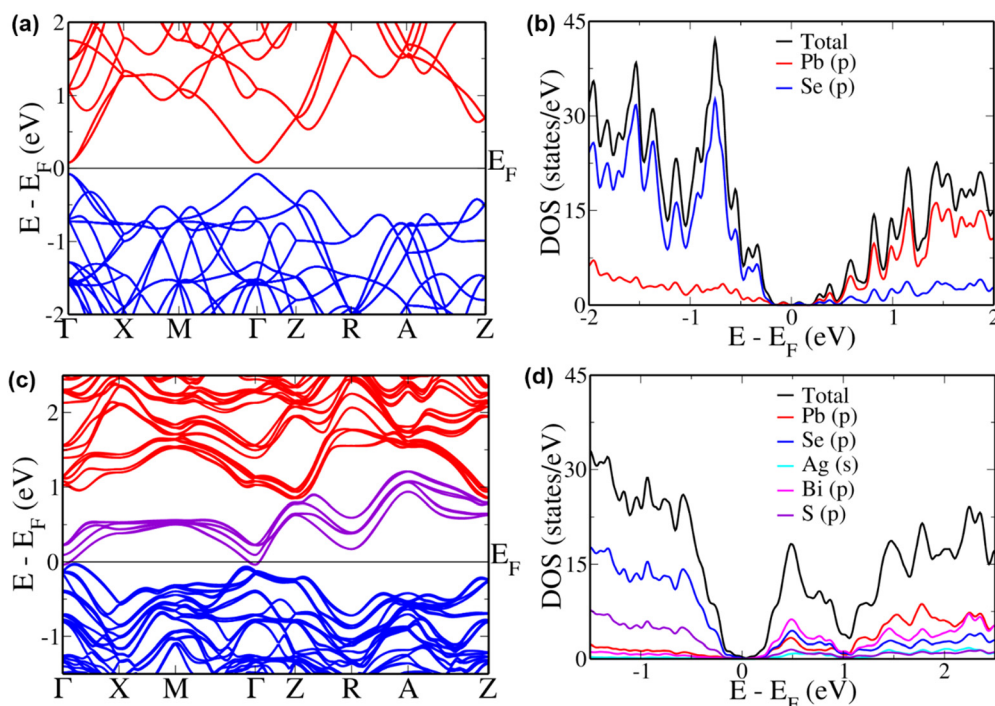 (a)
E - E_F (eV)
2
1
0
-1
-2
Γ X M Γ Z R A Z
E_F
(b)
DOS (states/eV)
45
30
15
0
Total
Pb (p)
Se (p)
-2 -1 0 1 2
E - E_F (eV)
(c)
E - E_F (eV)
2
1
0
-1
Γ X M Γ Z R A Z
E_F
(d)
DOS (states/eV)
45
30
15
0
Total
Pb (p)
Se (p)
Ag (s)
Bi (p)
S (p)
-1 0 1 2
E - E_F (eV)